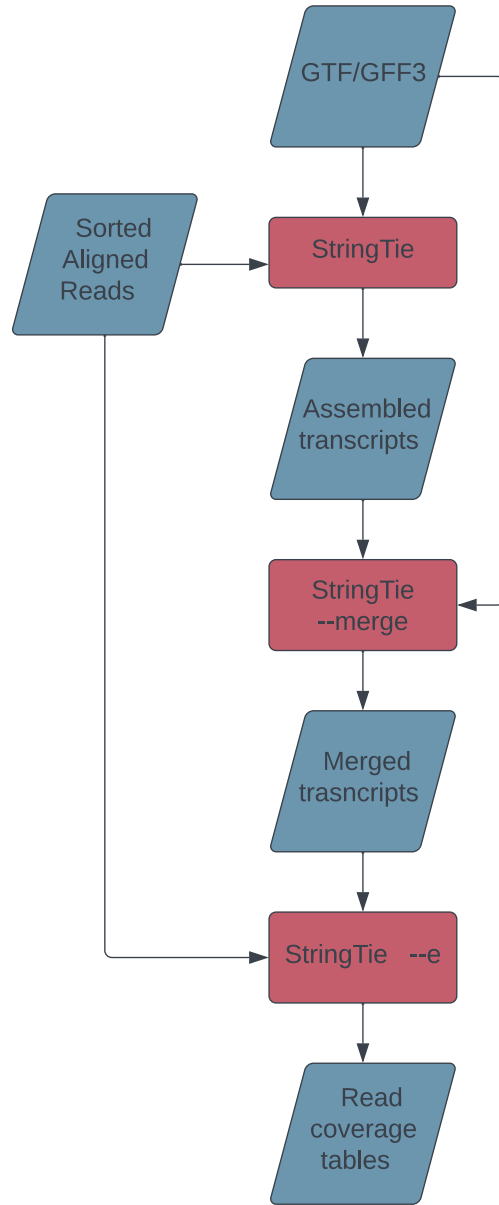 GTF/GFF3
Sorted
Aligned
Reads
StringTie
Assembled
transcripts
StringTie
--merge
Merged
trasncripts
StringTie --e
Read
coverage
tables